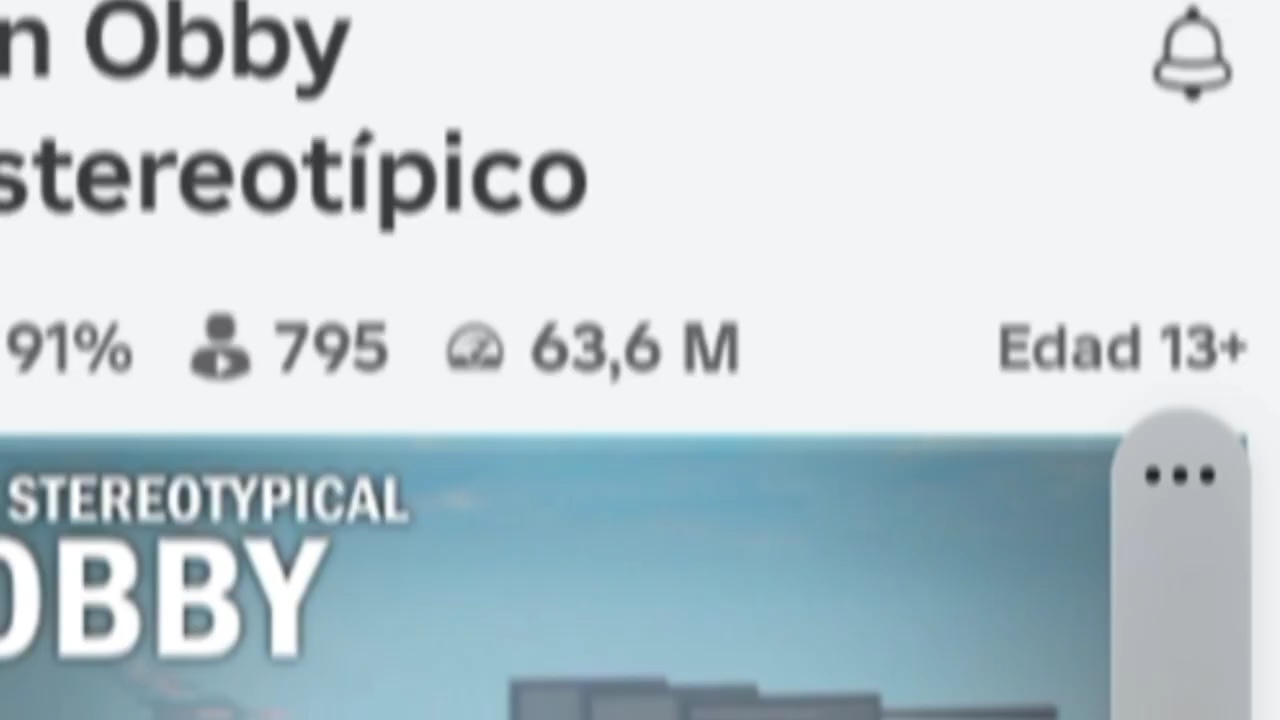 n Obby
stereotípico
91% 795 63,6 M Edad 13+
STEREOTYPICAL
OBBY